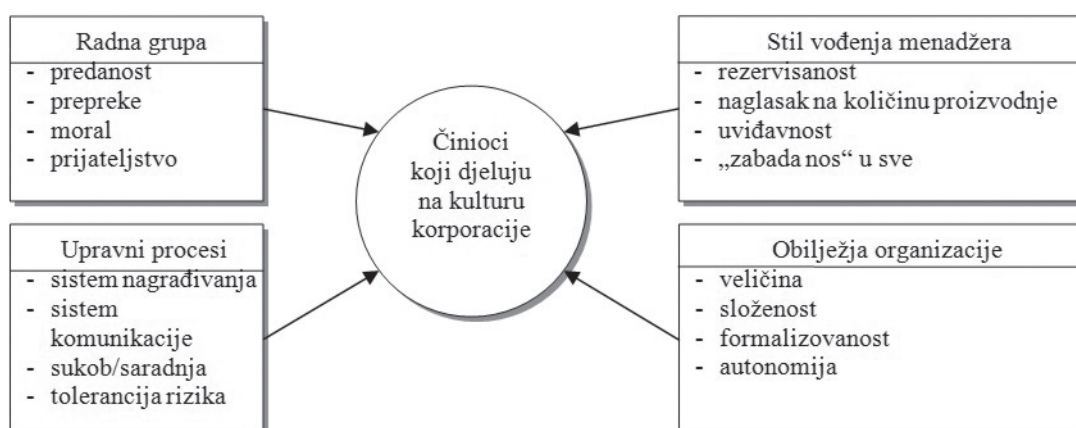 Radna grupa
- predanost
- prepreke
- moral
- prijateljstvo
Upravni procesi
- sistem nagrađivanja
- sistem
komunikacije
- sukob/saradnja
- tolerancija rizika
Činioci
koji djeluju
na kulturu
korporacije
Stil vođenja menadžera
- rezervisanost
- naglasak na količinu proizvodnje
- uviđavnost
- „zabada nos“ u sve
Obilježja organizacije
- veličina
- složenost
- formalizovanost
- autonomija